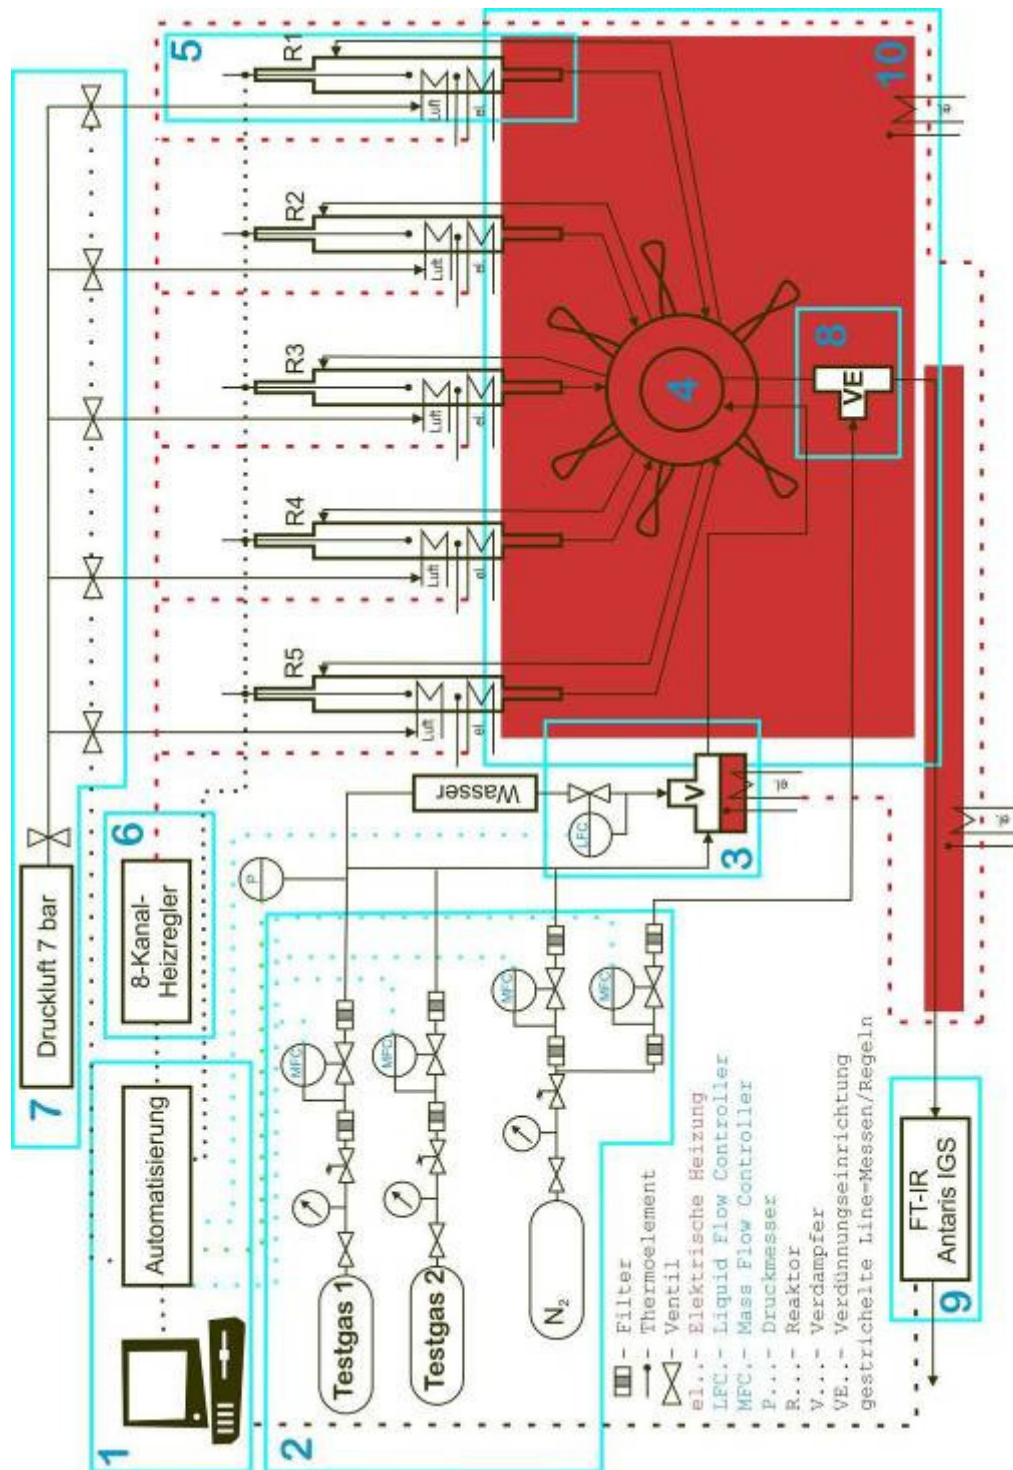 7
Druckluft 7 bar
6
8-Kanal-
Heizregler
1
Automatisierung
5
R1
Luft
el.
R2
Luft
el.
R3
Luft
el.
R4
Luft
el.
R5
Luft
el.
10
el.
4
8
VE
3
Wasser
LFC
V
el.
el.
P
2
Testgas 1
MFC
Testgas 2
MFC
N2
MFC
MFC
- Filter
- Thermoelement
- Ventil
el..- Elektrische Heizung
LFC.- Liquid Flow Controller
MFC.- Mass Flow Controller
P...- Druckmesser
R...- Reaktor
V...- Verdampfer
VE..- Verdünnungseinrichtung
gestrichelte Line-Messen/Regeln
9
FT-IR
Antaris IGS